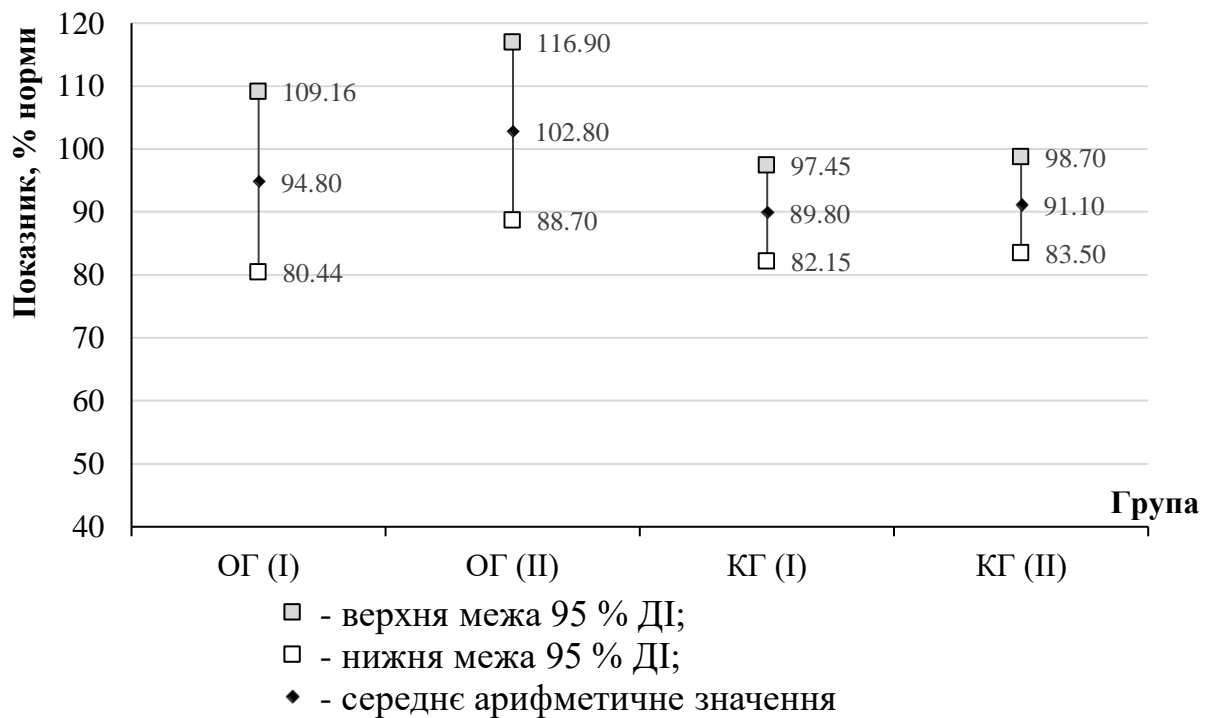 Показник, % норми
120
110
100
90
80
70
60
50
40
109.16
94.80
80.44
116.90
102.80
88.70
97.45
89.80
82.15
98.70
91.10
83.50
Група
ОГ (I)
ОГ (II)
КГ (I)
КГ (II)
- верхня межа 95 % ДІ;
- нижня межа 95 % ДІ;
- середнє арифметичне значення